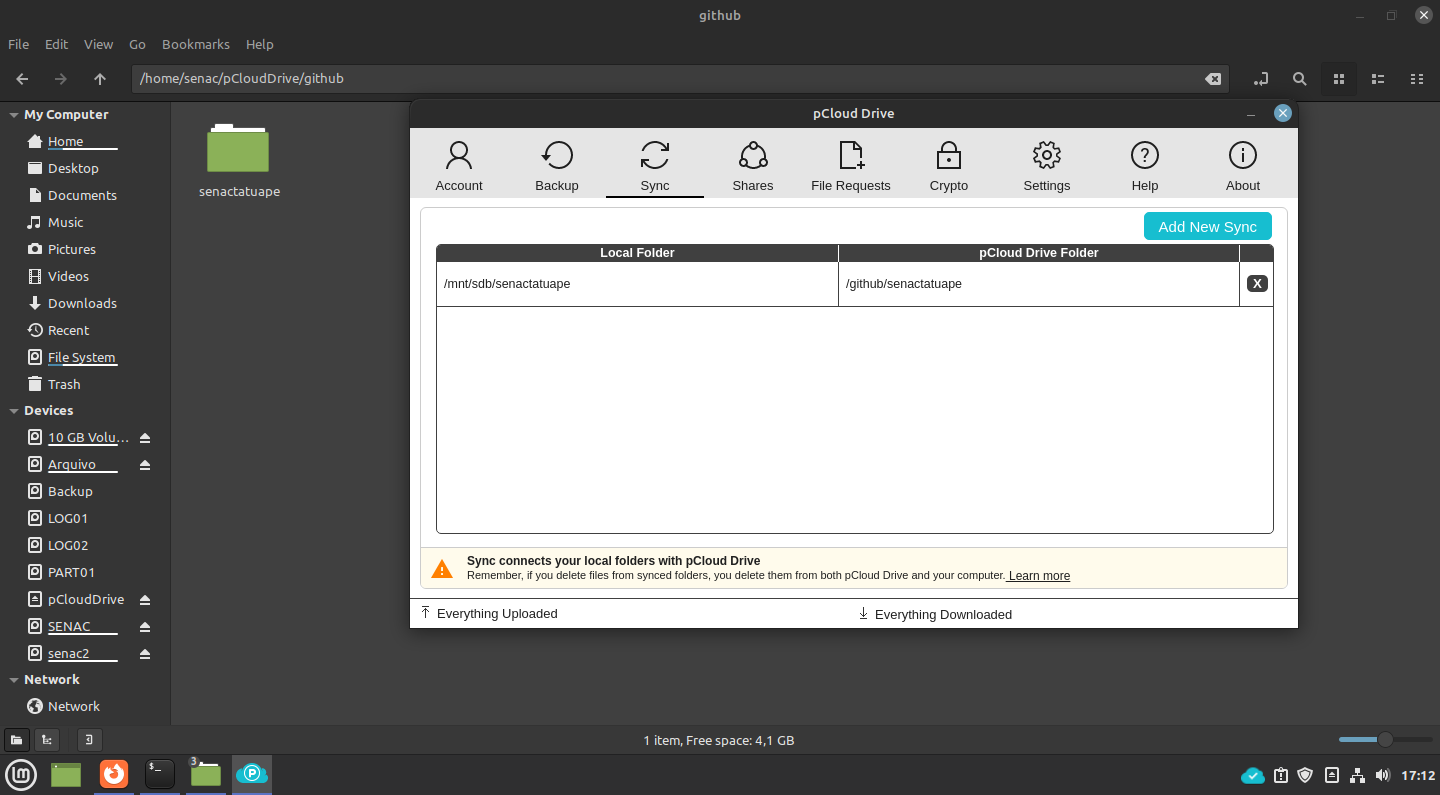 github
File Edit View Go Bookmarks Help
/home/senac/pCloudDrive/github
My Computer
Home
Desktop
Documents
Music
Pictures
Videos
Downloads
Recent
File System
Trash
Devices
10 GB Volu...
Arquivo
Backup
LOG01
LOG02
PART01
pCloudDrive
SENAC
senac2
Network
Network
senactatuape
pCloud Drive
Account Backup Sync Shares File Requests Crypto Settings Help About
Add New Sync
Local Folder pCloud Drive Folder
/mnt/sdb/senactatuape /github/senactatuape X
Sync connects your local folders with pCloud Drive
Remember, if you delete files from synced folders, you delete them from both pCloud Drive and your computer. Learn more
Everything Uploaded Everything Downloaded
1 item, Free space: 4,1 GB
3
$_
P
17:12